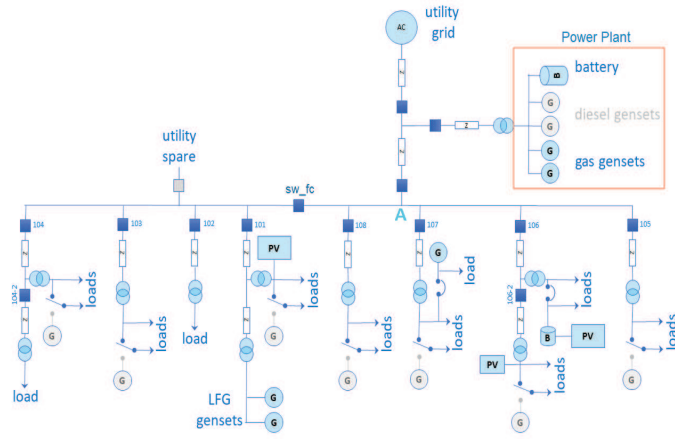 utility
grid
AC
Power Plant
Z
battery
B
G
diesel gensets
Z
G
Z
G
gas gensets
G
utility
spare
sw_fc
A
104
103
102
101
108
107
106
105
PV
G
load
Z
Z
Z
Z
Z
Z
Z
loads
loads
loads
104-2
106-2
Z
G
loads
load
Z
G
loads
Z
loads
loads
B
PV
loads
PV
loads
G
G
G
G
load
LFG
gensets
G
G
G